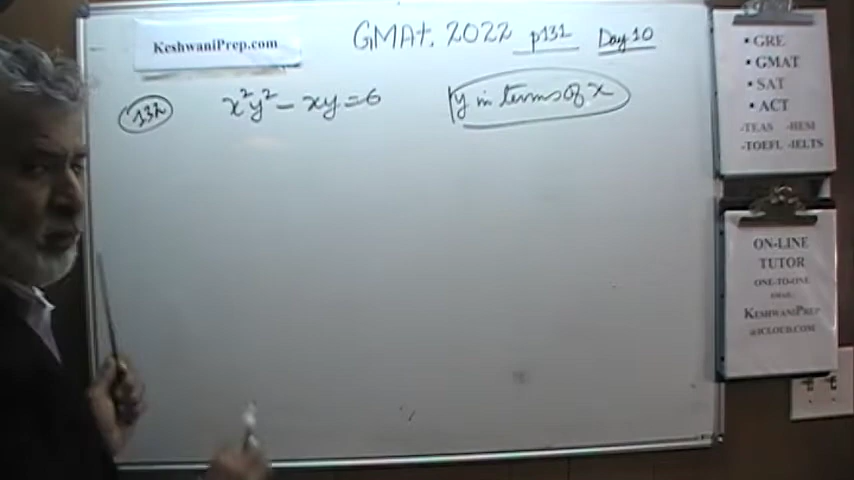 KeshwaniPrep.com
GMAt. 2022 p131 Day 10
132 x²y² - xy = 6 y in terms of x
• GRE
• GMAT
• SAT
• ACT
-TEAS -HESI
-TOEFL -IELTS
ON-LINE
TUTOR
ONE-TO-ONE
EMAIL:
KESHWANIPREP
@ICLOUD.COM